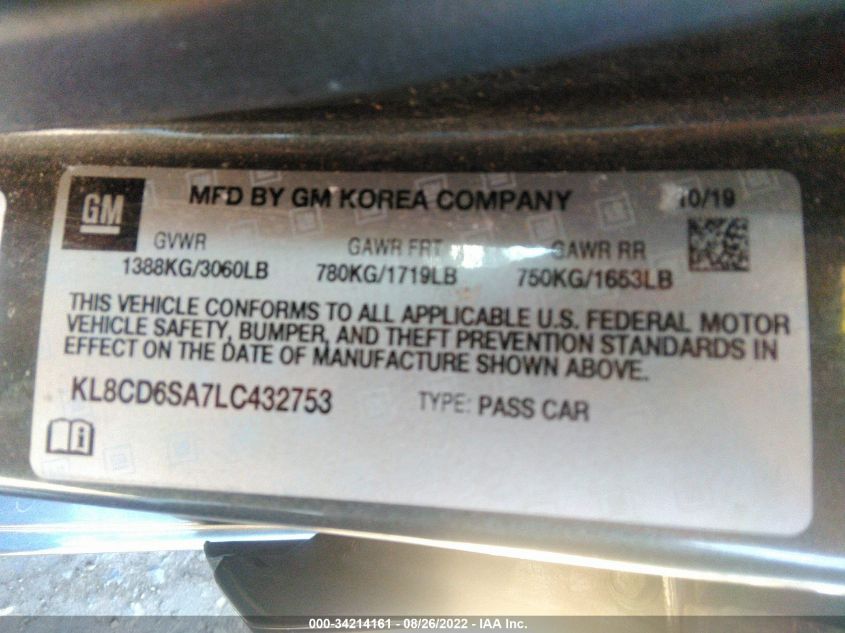 GM
MFD BY GM KOREA COMPANY 10/19
GVWR GAWR FRT GAWR RR
1388KG/3060LB 780KG/1719LB 750KG/1653LB
THIS VEHICLE CONFORMS TO ALL APPLICABLE U.S. FEDERAL MOTOR
VEHICLE SAFETY, BUMPER, AND THEFT PREVENTION STANDARDS IN
EFFECT ON THE DATE OF MANUFACTURE SHOWN ABOVE.
KL8CD6SA7LC432753 TYPE: PASS CAR
000-34214161 - 08/26/2022 - IAA Inc.